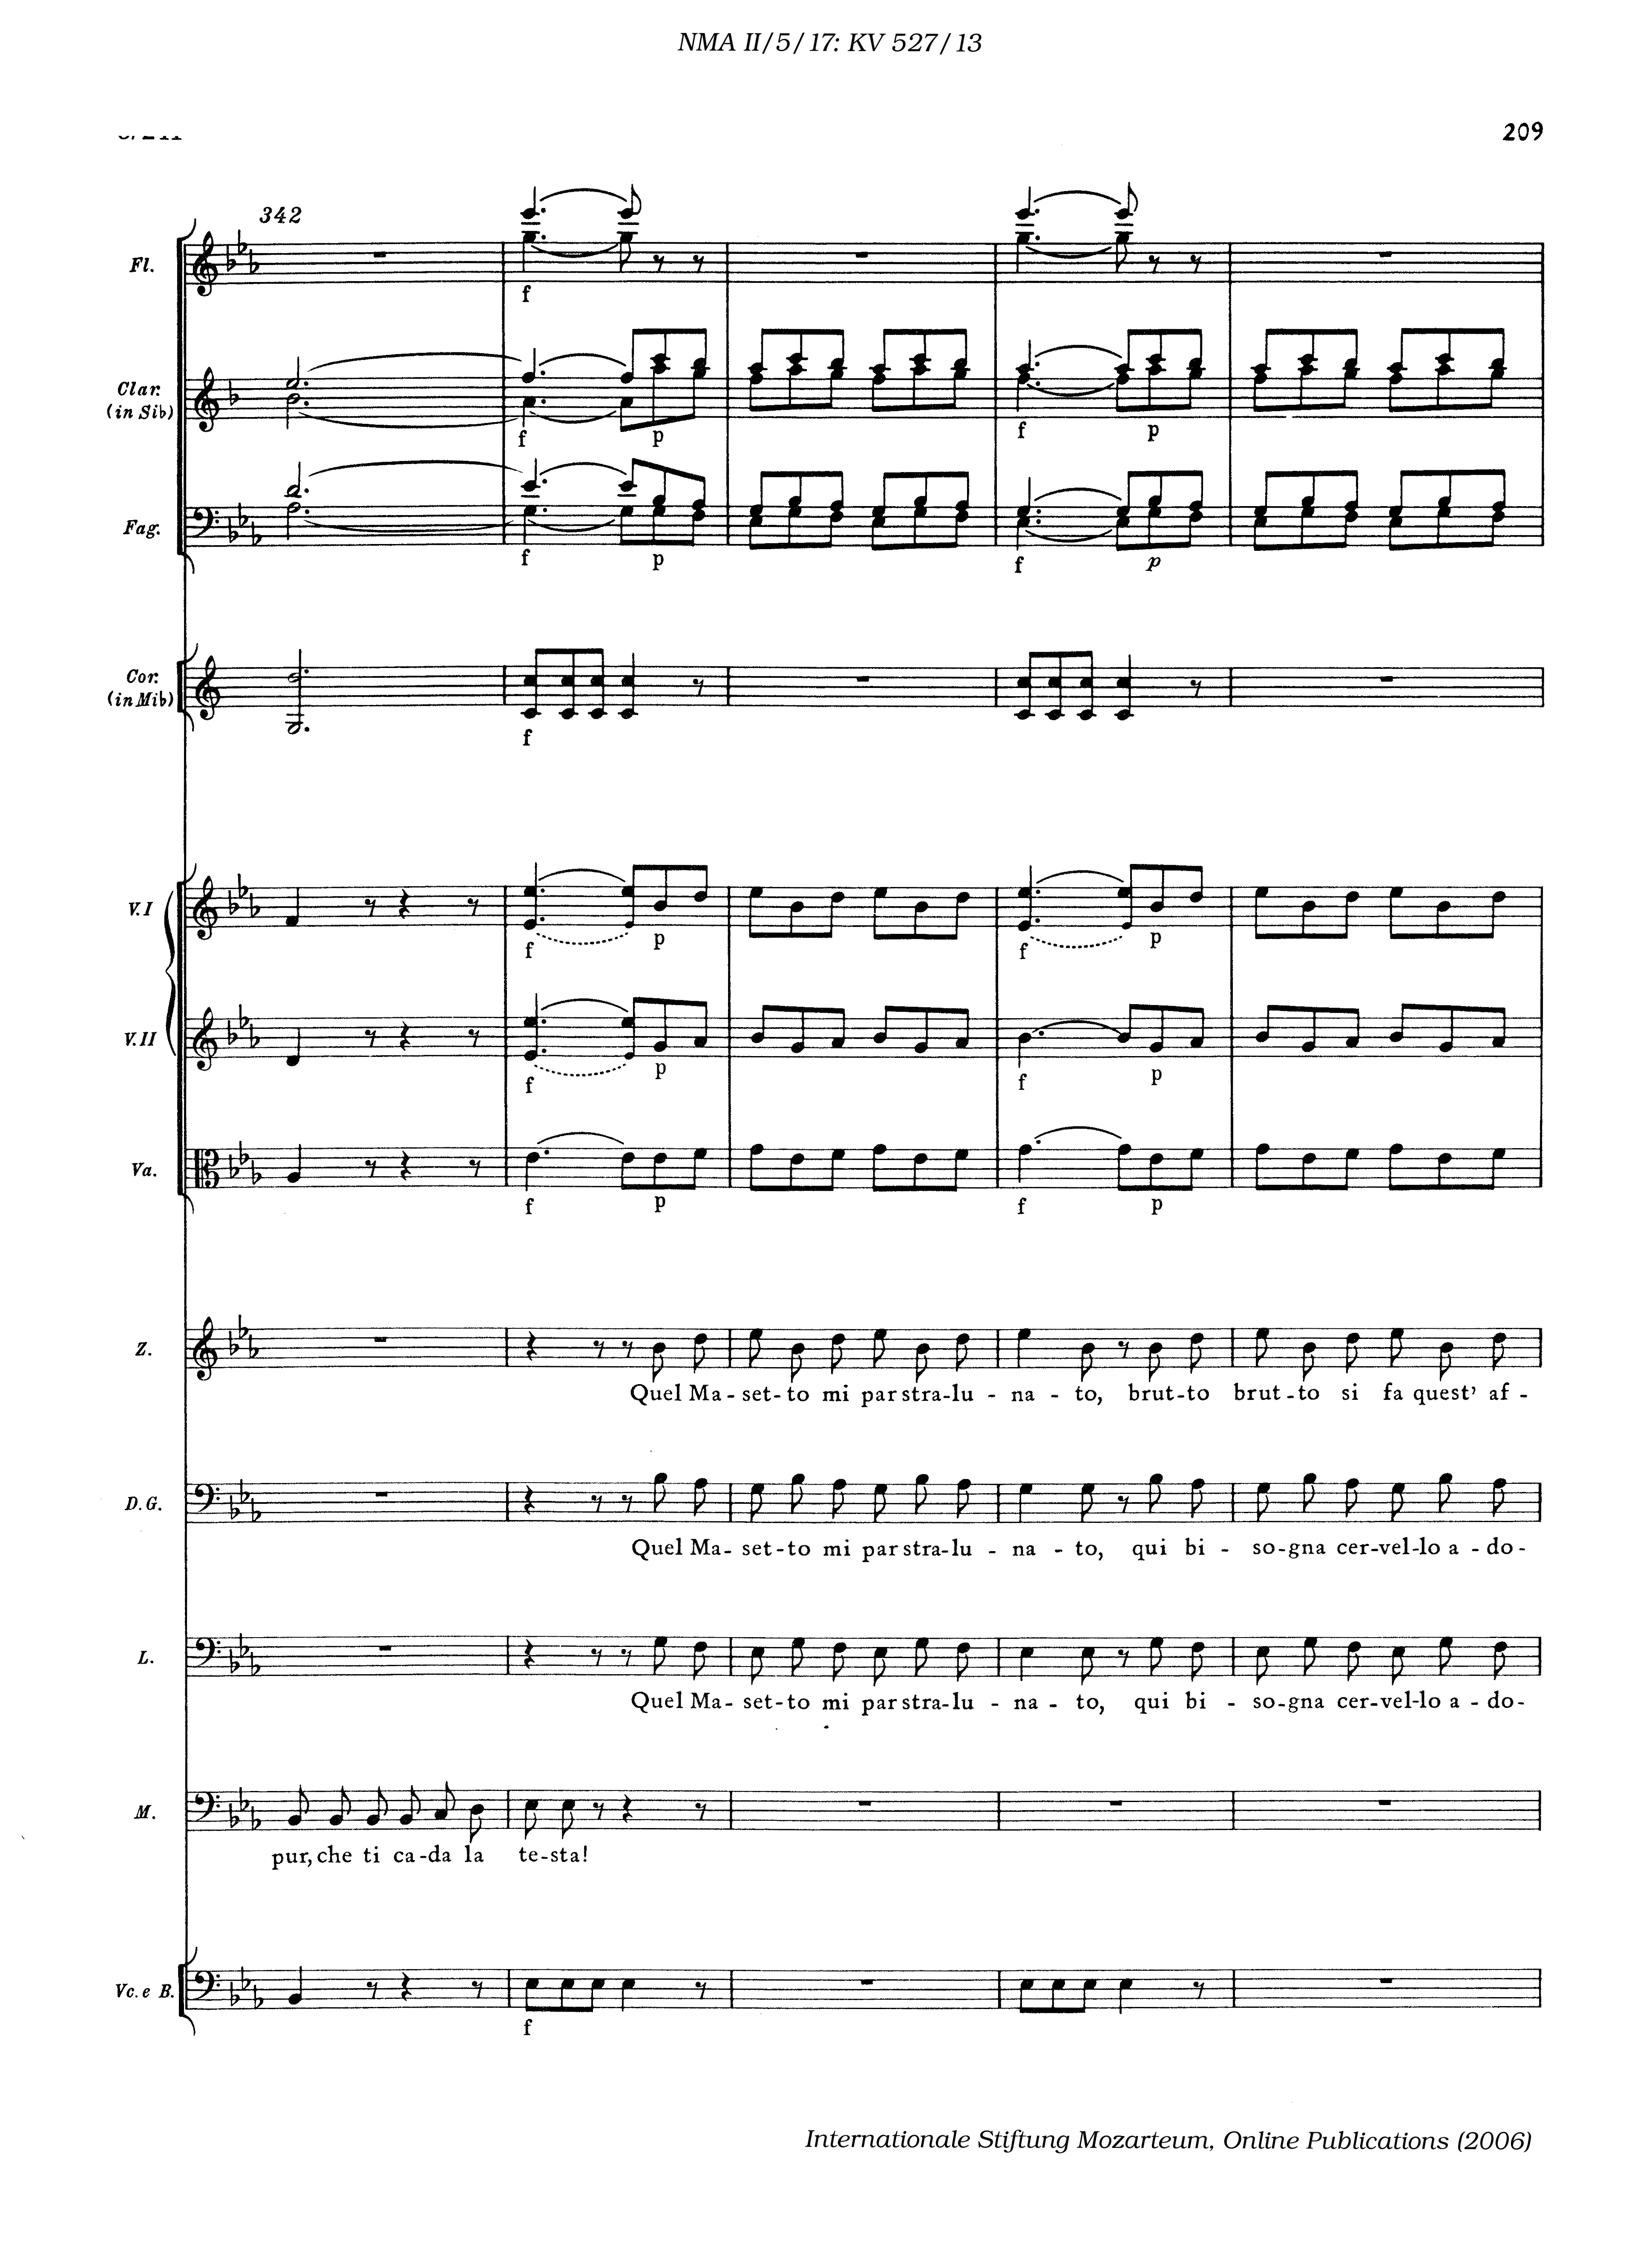 NMA II/5/17: KV 527/13
209
342
Fl.
f
Clar.
(in Sib)
f p f p
Fag.
f p f p
Cor.
(in Mib)
f
V.I
f p f p
V.II
f p f p
Va.
f p f p
Z.
Quel Ma - set - to mi par stra - lu - na - to, brut - to brut - to si fa quest' af -
D.G.
Quel Ma - set - to mi par stra - lu - na - to, qui bi - so - gna cer - vel - lo a - do -
L.
Quel Ma - set - to mi par stra - lu - na - to, qui bi - so - gna cer - vel - lo a - do -
M.
pur, che ti ca - da la te - sta!
Vc. e B.
f
Internationale Stiftung Mozarteum, Online Publications (2006)